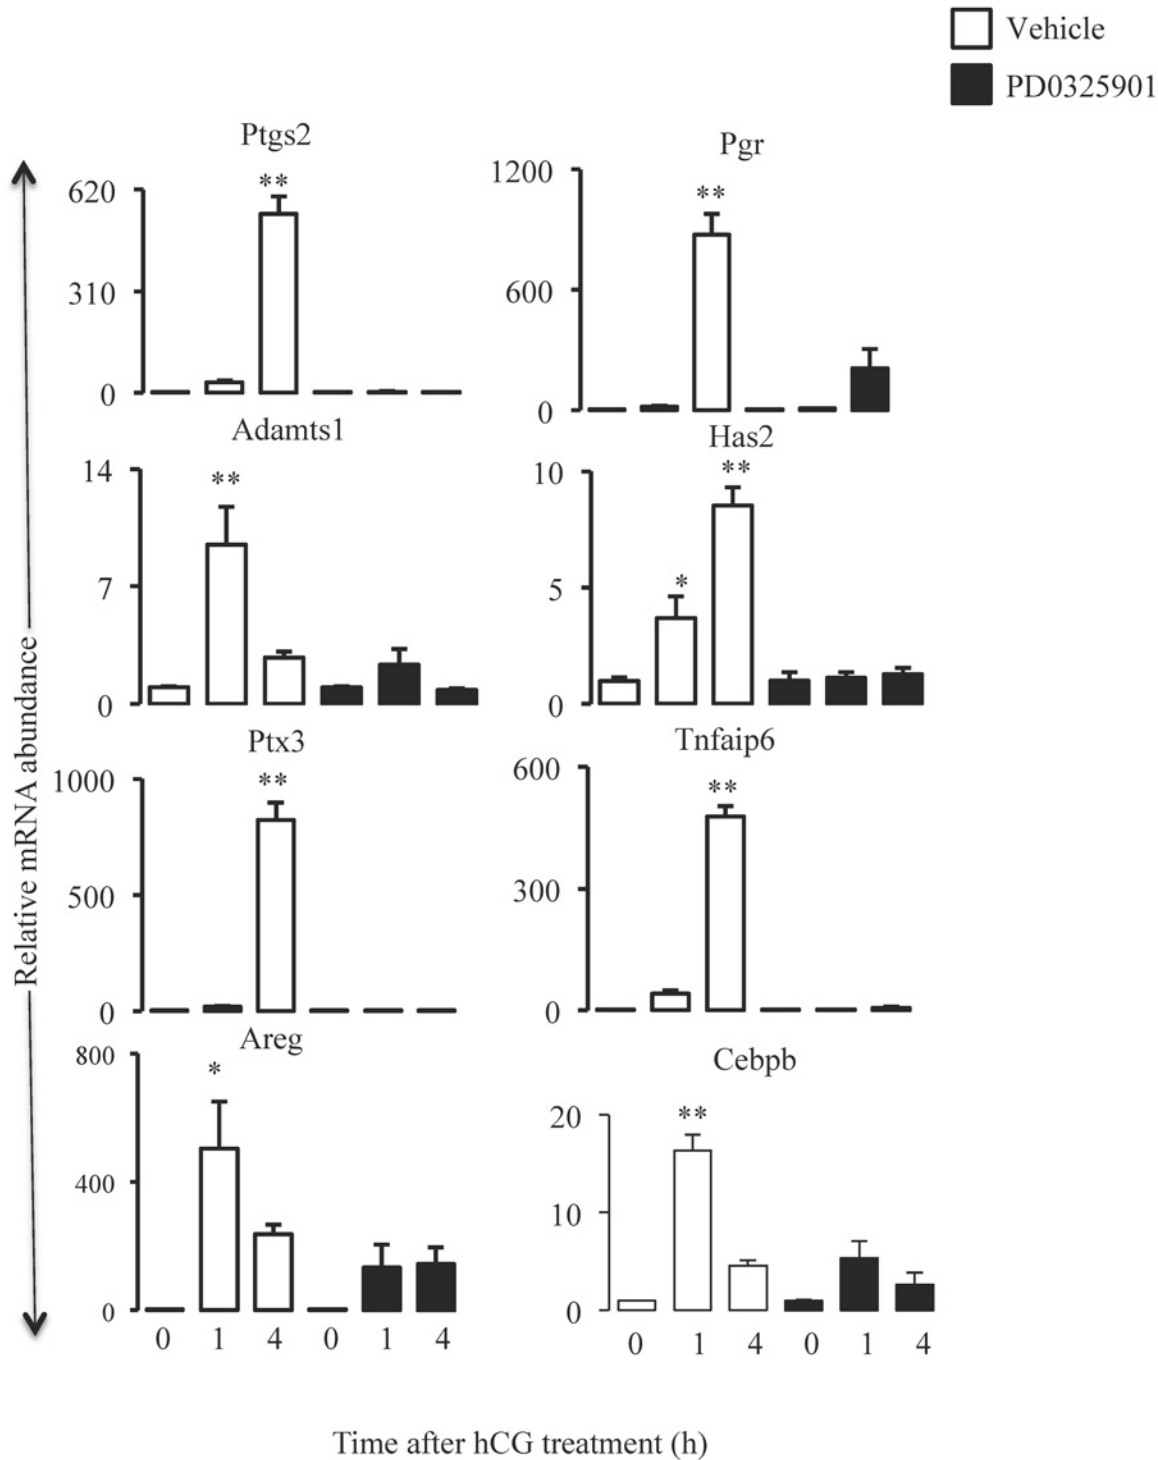 Vehicle
PD0325901
Ptgs2
**
620
310
0
Pgr
**
1200
600
0
Adamts1
**
14
7
0
Has2
*
**
10
5
0
Ptx3
**
1000
500
0
Tnfaip6
**
600
300
0
Areg
*
800
400
0
0 1 4 0 1 4
Cebpb
**
20
10
0
0 1 4 0 1 4
Relative mRNA abundance
Time after hCG treatment (h)